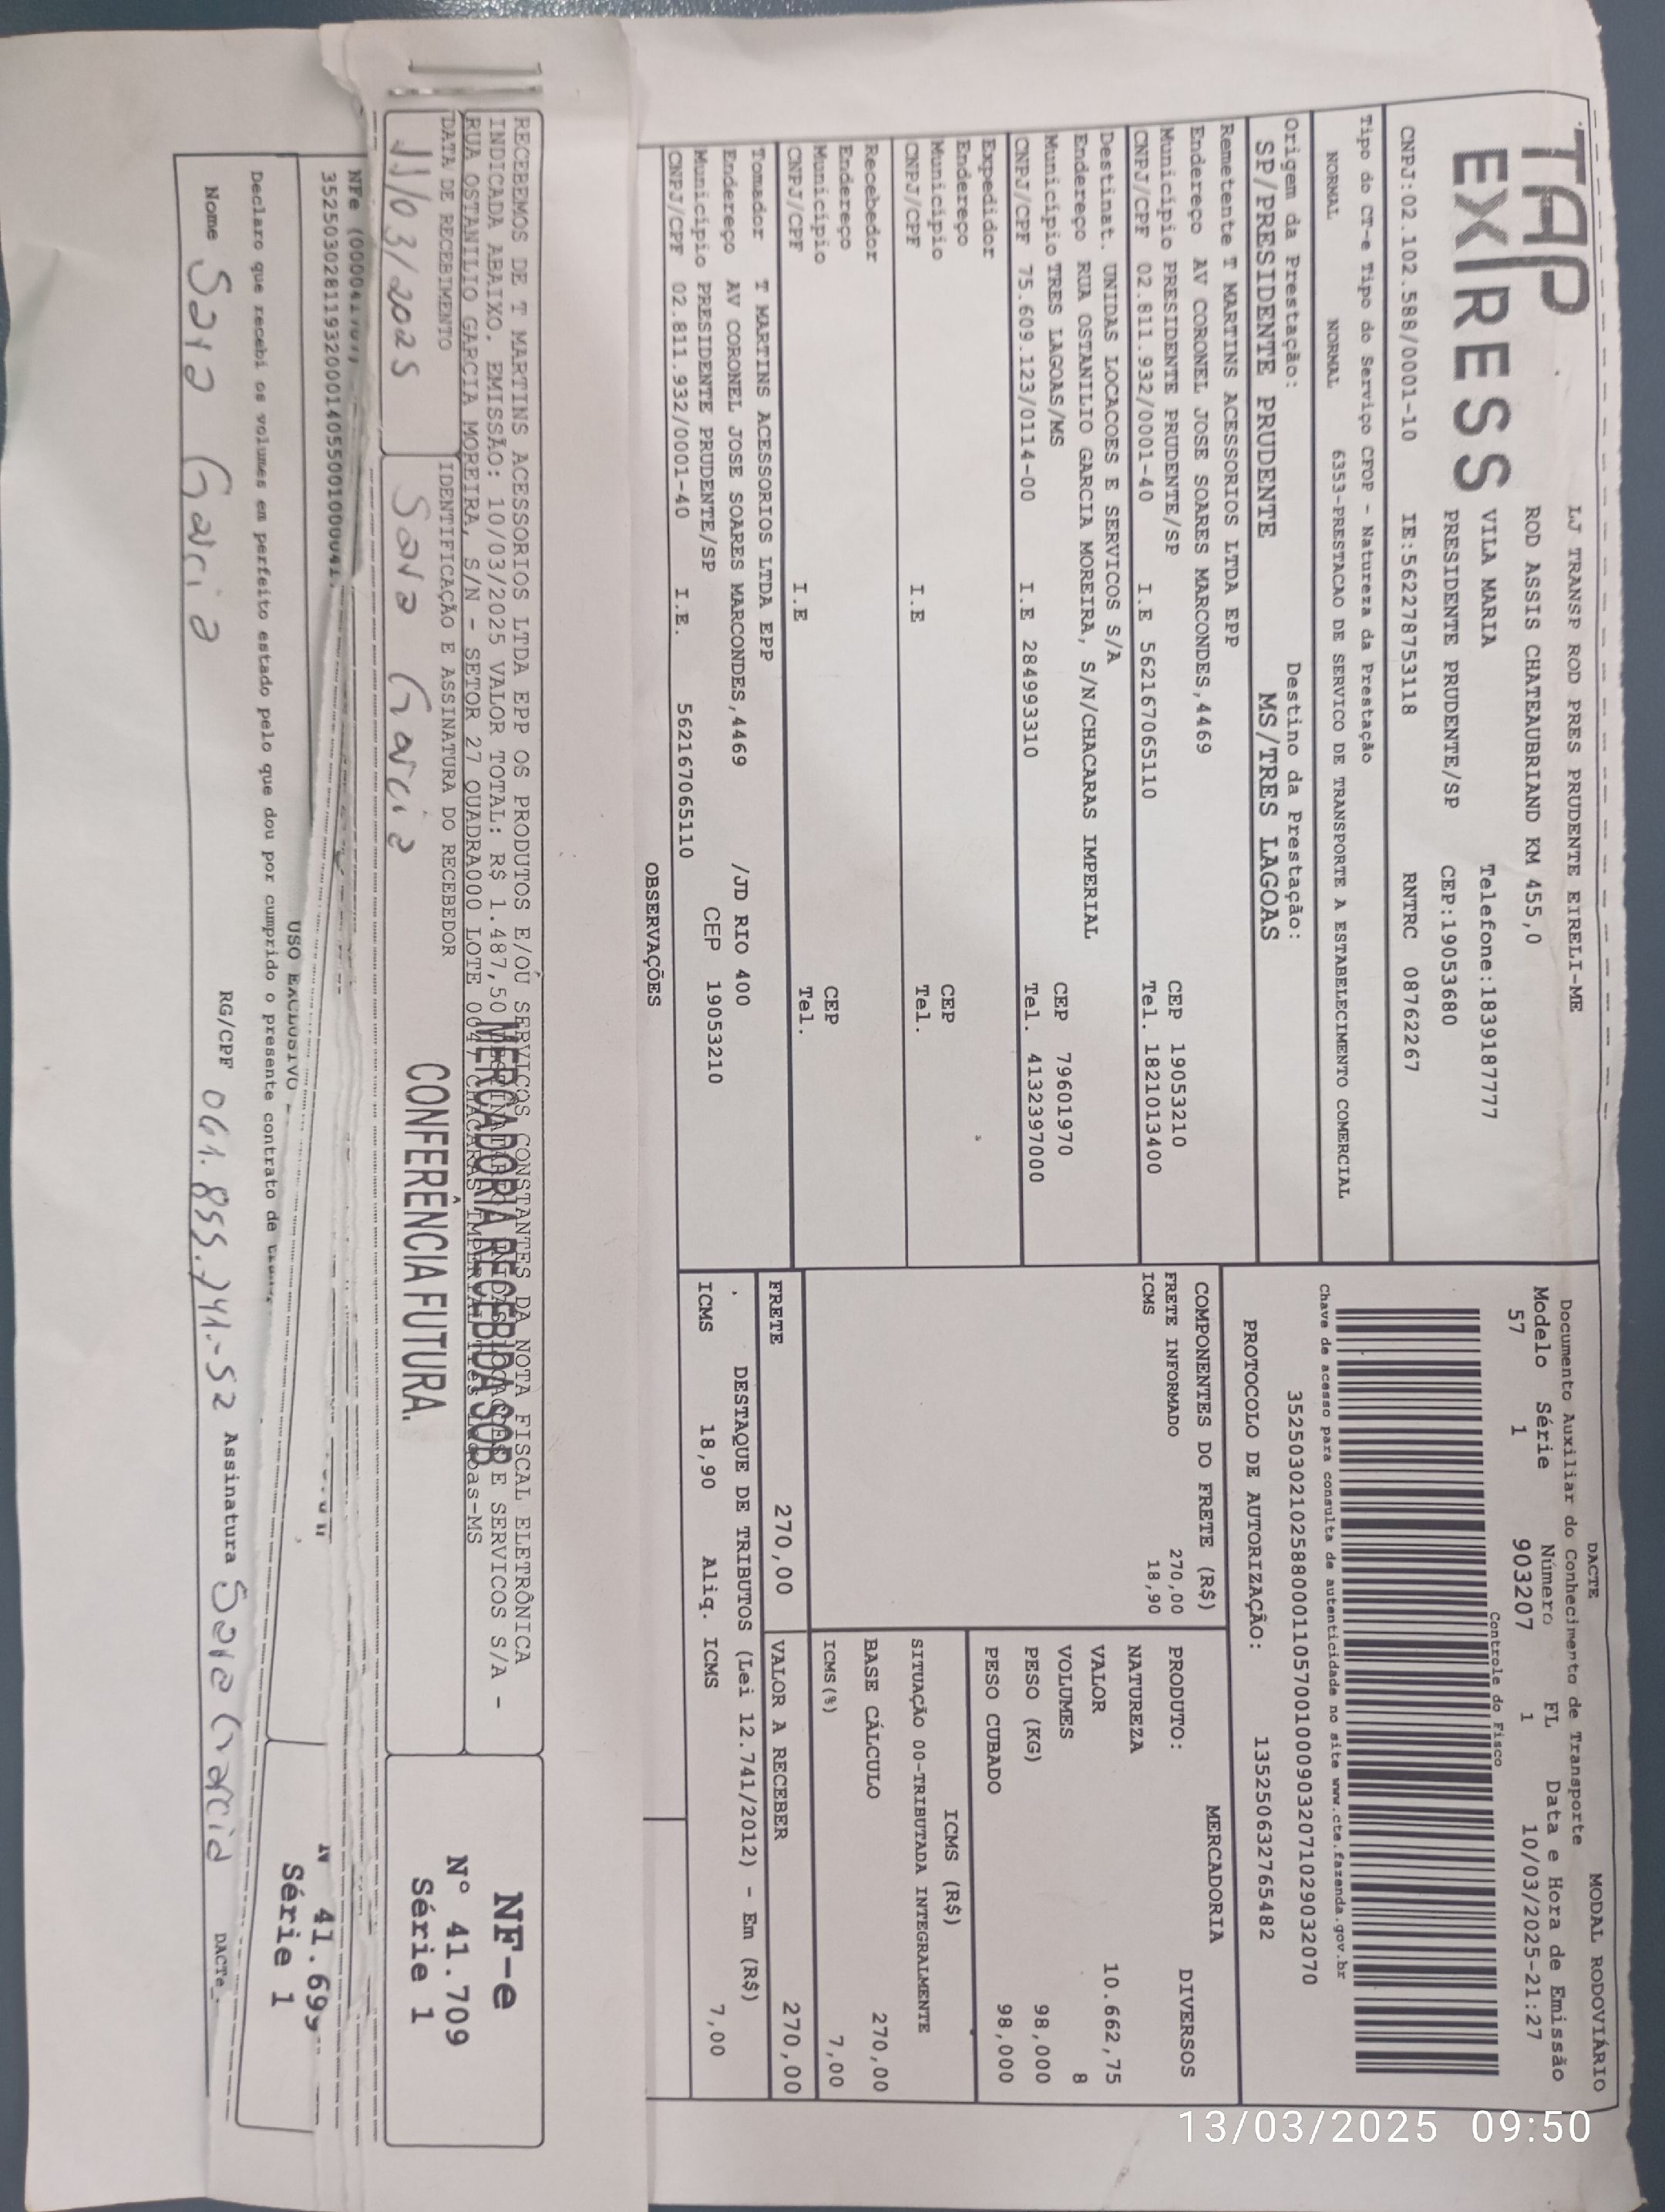 TAP
EXPRESS
LJ TRANSP ROD PRES PRUDENTE EIRELI-ME
ROD ASSIS CHATEAUBRIAND KM 455,0
VILA MARIA Telefone:1839187777
PRESIDENTE PRUDENTE/SP CEP:19053680
CNPJ:02.102.588/0001-10 IE:562278753118 RNTRC 08762267
DACTE MODAL RODOVIÁRIO
Documento Auxiliar do Conhecimento de Transporte
Modelo Série Número FL Data e Hora de Emissão
57 1 903207 1 10/03/2025-21:27
Controle do Fisco
Chave de acesso para consulta de autenticidade no site www.cte.fazenda.gov.br
35250302102588000110570010009032071029032070
PROTOCOLO DE AUTORIZAÇÃO: 135250632765482
Tipo do CT-e Tipo do Serviço CFOP - Natureza da Prestação
NORMAL NORMAL 6353-PRESTACAO DE SERVICO DE TRANSPORTE A ESTABELECIMENTO COMERCIAL
Origem da Prestação: Destino da Prestação:
SP/PRESIDENTE PRUDENTE MS/TRES LAGOAS
Remetente T MARTINS ACESSORIOS LTDA EPP
Endereço AV CORONEL JOSE SOARES MARCONDES,4469
Município PRESIDENTE PRUDENTE/SP CEP 19053210
CNPJ/CPF 02.811.932/0001-40 I.E 562167065110 Tel. 1821013400
Destinat. UNIDAS LOCACOES E SERVICOS S/A
Endereço RUA OSTANILIO GARCIA MOREIRA, S/N/CHACARAS IMPERIAL
Município TRES LAGOAS/MS CEP 79601970
CNPJ/CPF 75.609.123/0114-00 I.E 284993310 Tel. 4132397000
Expedidor
Endereço
Município CEP
CNPJ/CPF I.E Tel.
Recebedor
Endereço
Município CEP
CNPJ/CPF I.E Tel.
Tomador T MARTINS ACESSORIOS LTDA EPP
Endereço AV CORONEL JOSE SOARES MARCONDES,4469 /JD RIO 400
Município PRESIDENTE PRUDENTE/SP CEP 19053210
CNPJ/CPF 02.811.932/0001-40 I.E. 562167065110
COMPONENTES DO FRETE (R$)
FRETE INFORMADO 270,00
ICMS 18,90
MERCADORIA
PRODUTO: DIVERSOS
NATUREZA
VALOR 10.662,75
VOLUMES 8
PESO (KG) 98,000
PESO CUBADO 98,000
ICMS (R$)
SITUAÇÃO 00-TRIBUTADA INTEGRALMENTE
BASE CÁLCULO 270,00
ICMS(%) 7,00
FRETE 270,00 VALOR A RECEBER 270,00
DESTAQUE DE TRIBUTOS (Lei 12.741/2012) - Em (R$)
ICMS 18,90 Aliq. ICMS 7,00
OBSERVAÇÕES
RECEBEMOS DE T MARTINS ACESSORIOS LTDA EPP OS PRODUTOS E/OU SERVIÇOS CONSTANTES DA NOTA FISCAL ELETRÔNICA
INDICADA ABAIXO. EMISSÃO: 10/03/2025 VALOR TOTAL: R$ 1.487,50 DESTINATÁRIO: UNIDAS LOCACOES E SERVICOS S/A -
RUA OSTANILIO GARCIA MOREIRA, S/N - SETOR 27 QUADRA000 LOTE 0047 CHACARAS IMPERIAL Tres Lagoas-MS
MERCADORIA RECEBIDA SOB
CONFERÊNCIA FUTURA.
DATA DE RECEBIMENTO IDENTIFICAÇÃO E ASSINATURA DO RECEBEDOR
11/03/2025 Sara Garcia
NF-e
Nº 41.709
Série 1
NFe
USO EXCLUSIVO
41.69
Série 1
Declaro que recebi os volumes em perfeito estado pelo que dou por cumprido o presente contrato de
Nome Sara Garcia RG/CPF 061.855.741-52 Assinatura Sara Garcia DACTe
13/03/2025 09:50